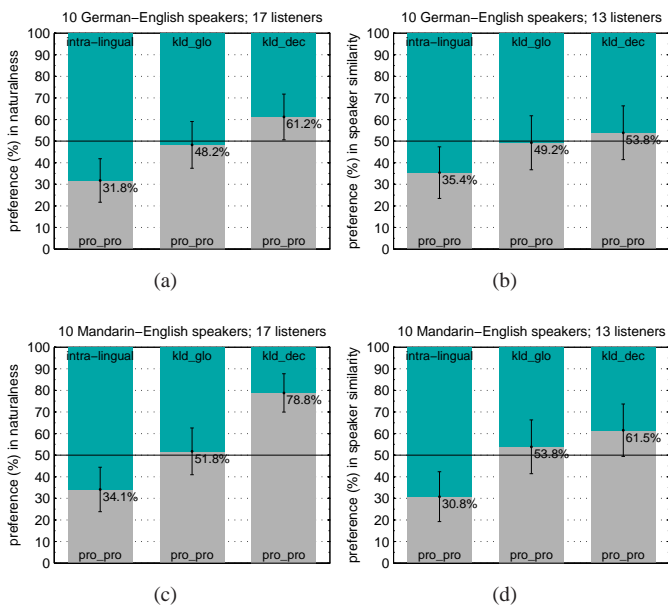 10 German−English speakers; 17 listeners
preference (%) in naturalness
100
90
80
70
60
50
40
30
20
10
0
intra−lingual kld_glo kld_dec
31.8% 48.2% 61.2%
pro_pro pro_pro pro_pro
(a)
10 German−English speakers; 13 listeners
preference (%) in speaker similarity
100
90
80
70
60
50
40
30
20
10
0
intra−lingual kld_glo kld_dec
35.4% 49.2% 53.8%
pro_pro pro_pro pro_pro
(b)
10 Mandarin−English speakers; 17 listeners
preference (%) in naturalness
100
90
80
70
60
50
40
30
20
10
0
intra−lingual kld_glo kld_dec
34.1% 51.8% 78.8%
pro_pro pro_pro pro_pro
(c)
10 Mandarin−English speakers; 13 listeners
preference (%) in speaker similarity
100
90
80
70
60
50
40
30
20
10
0
intra−lingual kld_glo kld_dec
30.8% 53.8% 61.5%
pro_pro pro_pro pro_pro
(d)